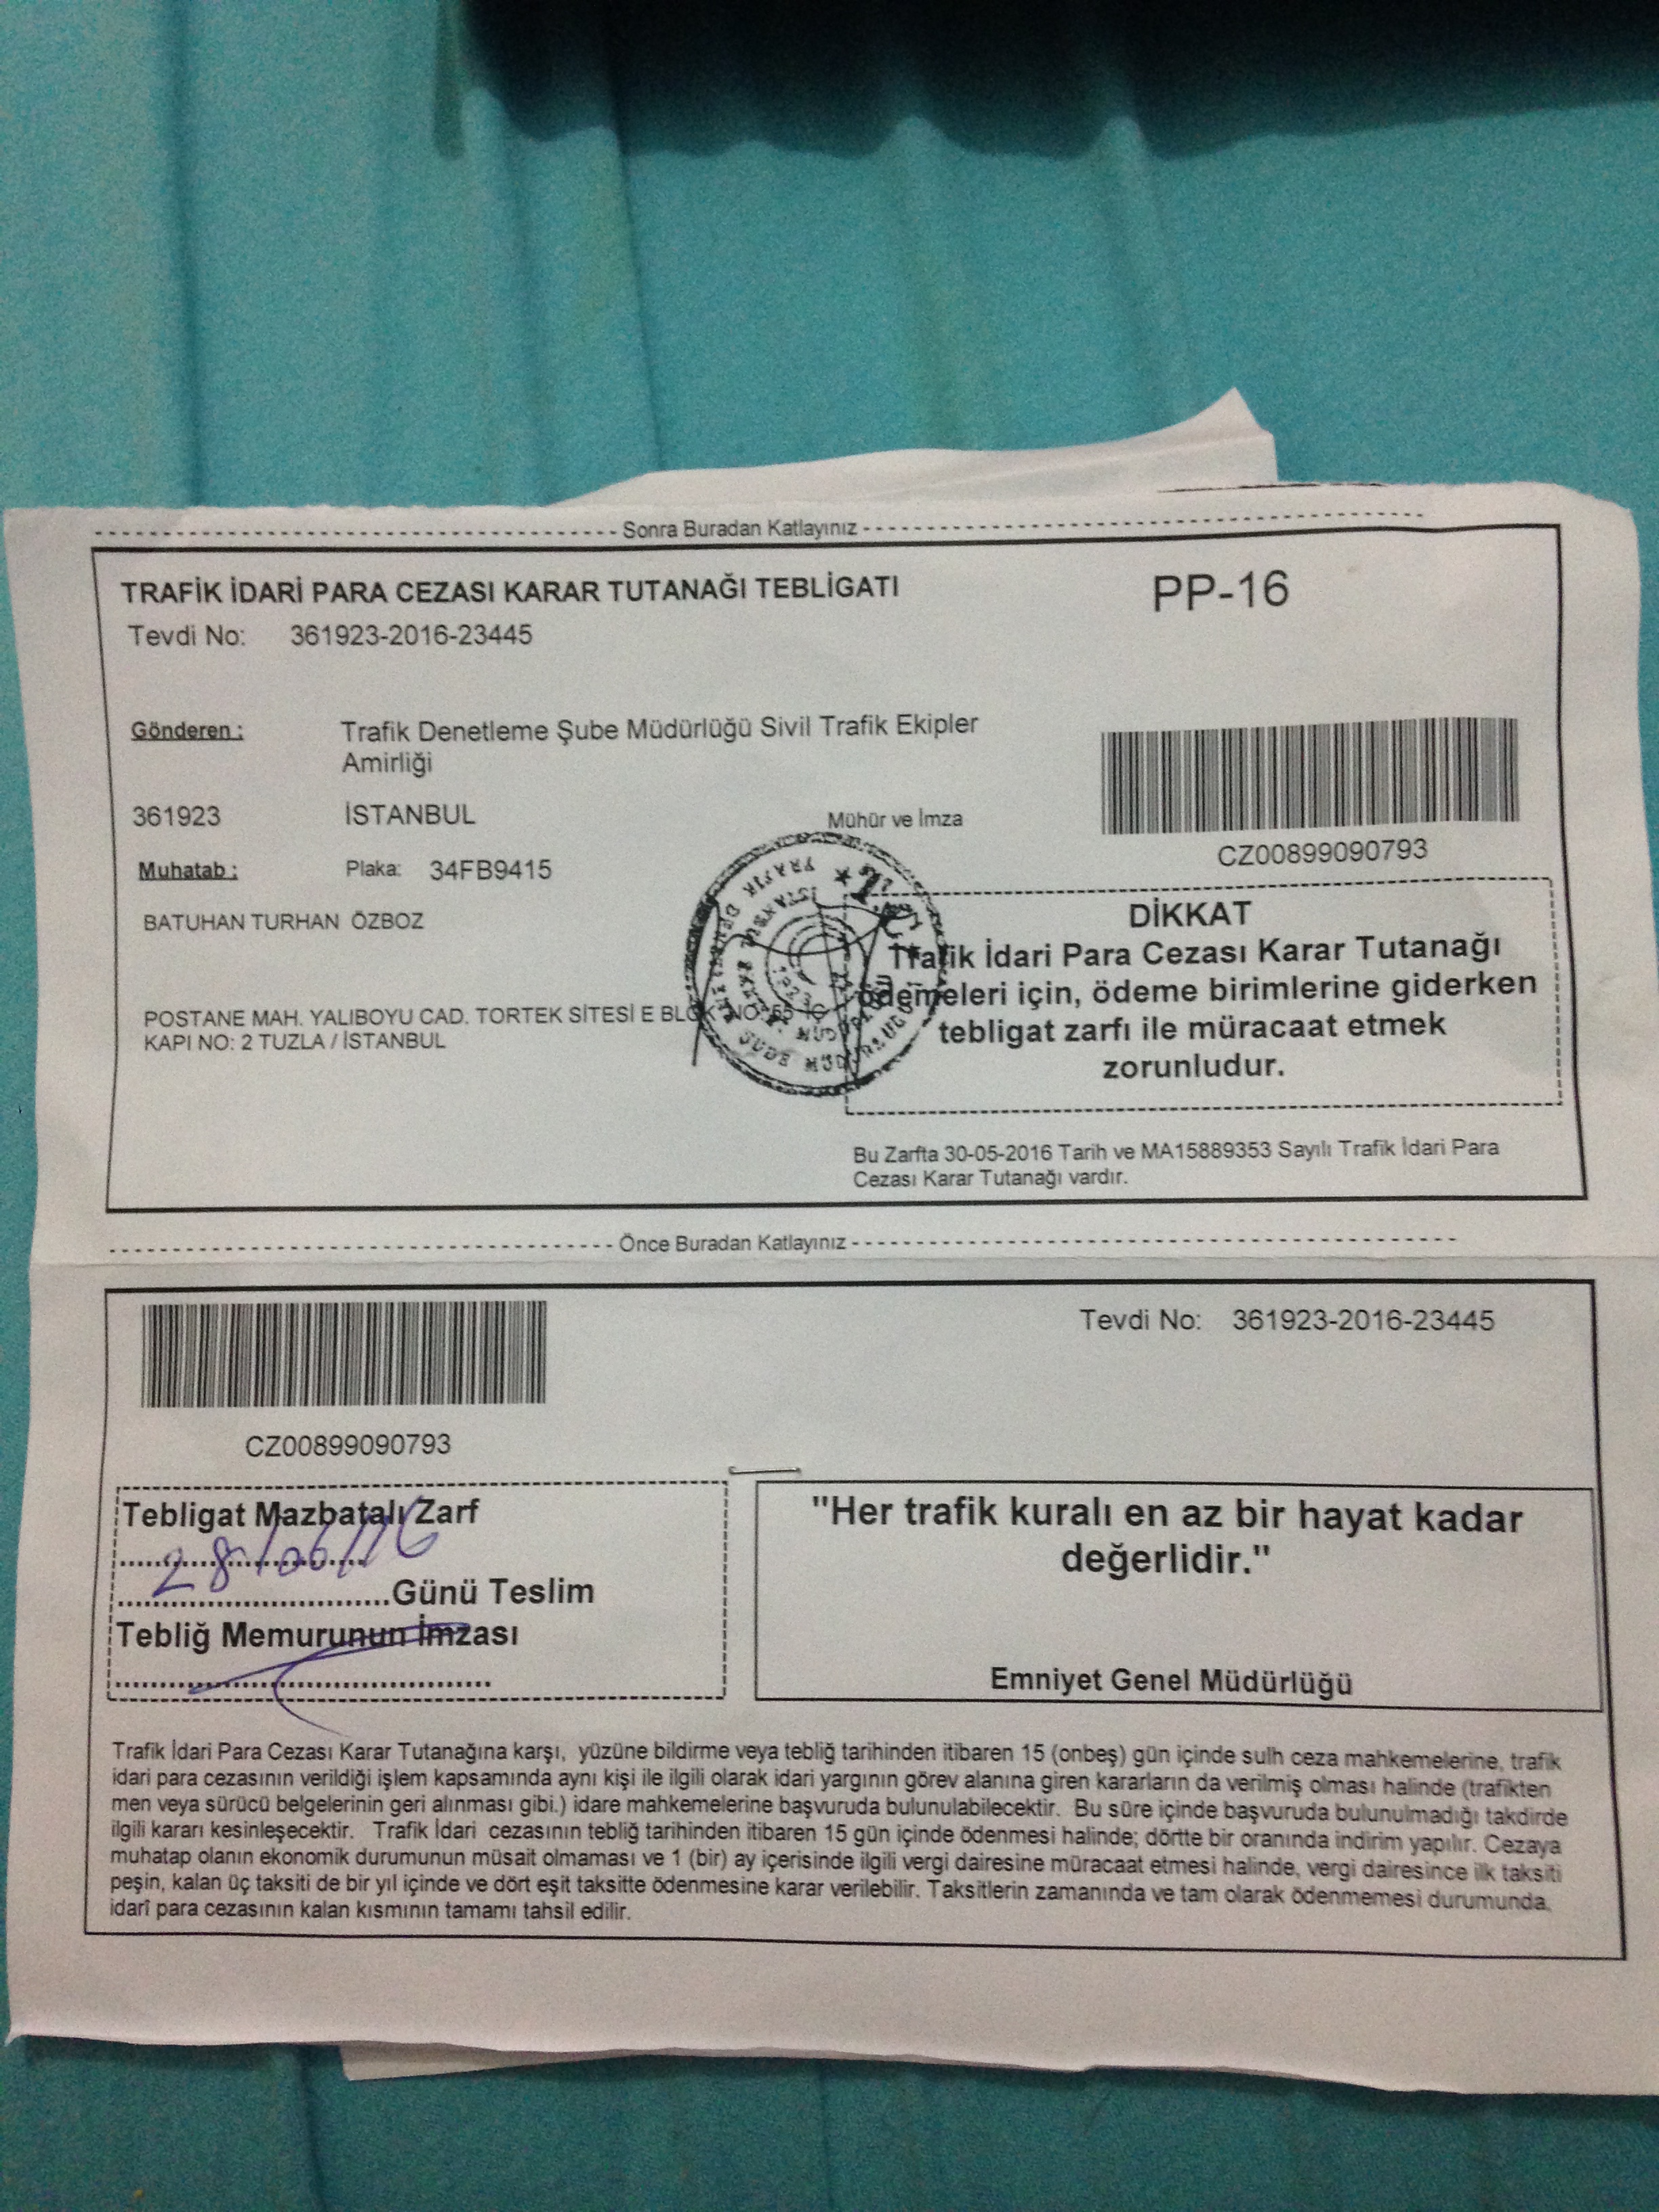 Sonra Buradan Katlayınız
TRAFİK İDARİ PARA CEZASI KARAR TUTANAĞI TEBLİGATI
PP-16
Tevdi No: 361923-2016-23445
Gönderen : Trafik Denetleme Şube Müdürlüğü Sivil Trafik Ekipler
Amirliği
361923 İSTANBUL
Mühür ve İmza
CZ00899090793
Muhatab : Plaka: 34FB9415
BATUHAN TURHAN ÖZBOZ
DİKKAT
Trafik İdari Para Cezası Karar Tutanağı
ödemeleri için, ödeme birimlerine giderken
tebligat zarfı ile müracaat etmek
zorunludur.
POSTANE MAH. YALIBOYU CAD. TORTEK SİTESİ E BLOK NO: 65 İÇ
KAPI NO: 2 TUZLA / İSTANBUL
Bu Zarfta 30-05-2016 Tarih ve MA15889353 Sayılı Trafik İdari Para
Cezası Karar Tutanağı vardır.
Önce Buradan Katlayınız
Tevdi No: 361923-2016-23445
CZ00899090793
Tebligat Mazbatalı Zarf
28/06/16
Günü Teslim
Tebliğ Memurunun İmzası
"Her trafik kuralı en az bir hayat kadar
değerlidir."
Emniyet Genel Müdürlüğü
Trafik İdari Para Cezası Karar Tutanağına karşı, yüzüne bildirme veya tebliğ tarihinden itibaren 15 (onbeş) gün içinde sulh ceza mahkemelerine, trafik
idari para cezasının verildiği işlem kapsamında aynı kişi ile ilgili olarak idari yargının görev alanına giren kararların da verilmiş olması halinde (trafikten
men veya sürücü belgelerinin geri alınması gibi.) idare mahkemelerine başvuruda bulunulabilecektir. Bu süre içinde başvuruda bulunulmadığı takdirde
ilgili kararı kesinleşecektir. Trafik İdari cezasının tebliğ tarihinden itibaren 15 gün içinde ödenmesi halinde; dörtte bir oranında indirim yapılır. Cezaya
muhatap olanın ekonomik durumunun müsait olmaması ve 1 (bir) ay içerisinde ilgili vergi dairesine müracaat etmesi halinde, vergi dairesince ilk taksiti
peşin, kalan üç taksiti de bir yıl içinde ve dört eşit taksitte ödenmesine karar verilebilir. Taksitlerin zamanında ve tam olarak ödenmemesi durumunda,
idarî para cezasının kalan kısmının tamamı tahsil edilir.